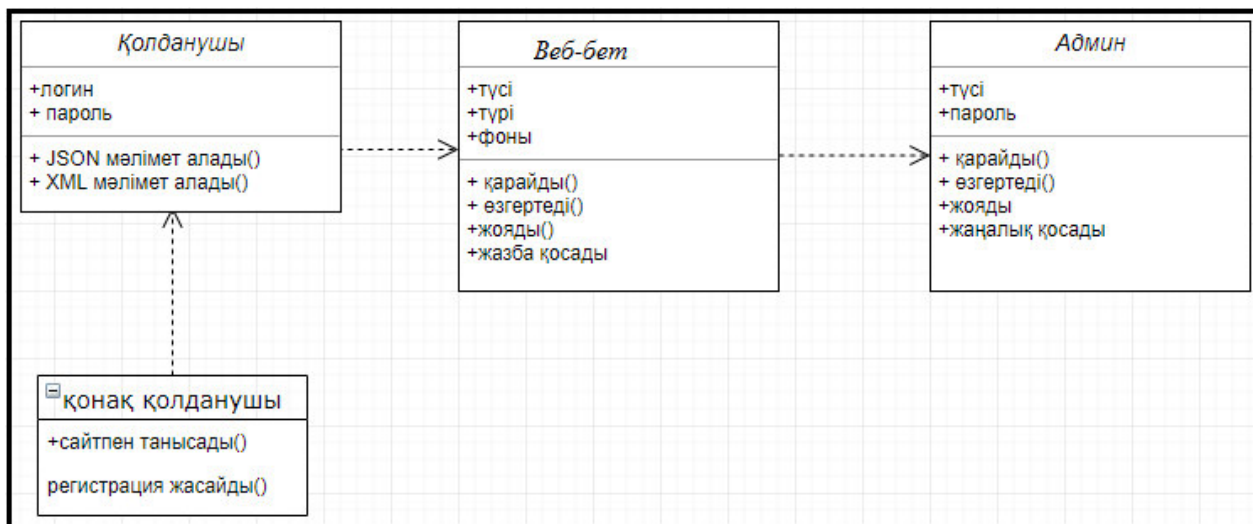 Қолданушы
+логин
+ пароль
+ JSON мәлімет алады()
+ XML мәлімет алады()
Веб-бет
+түсі
+түрі
+фоны
+ қарайды()
+ өзгертеді()
+жояды()
+жазба қосады
Админ
+түсі
+пароль
+ қарайды()
+ өзгертеді()
+жояды
+жаңалық қосады
қонақ қолданушы
+сайтпен танысады()
регистрация жасайды()